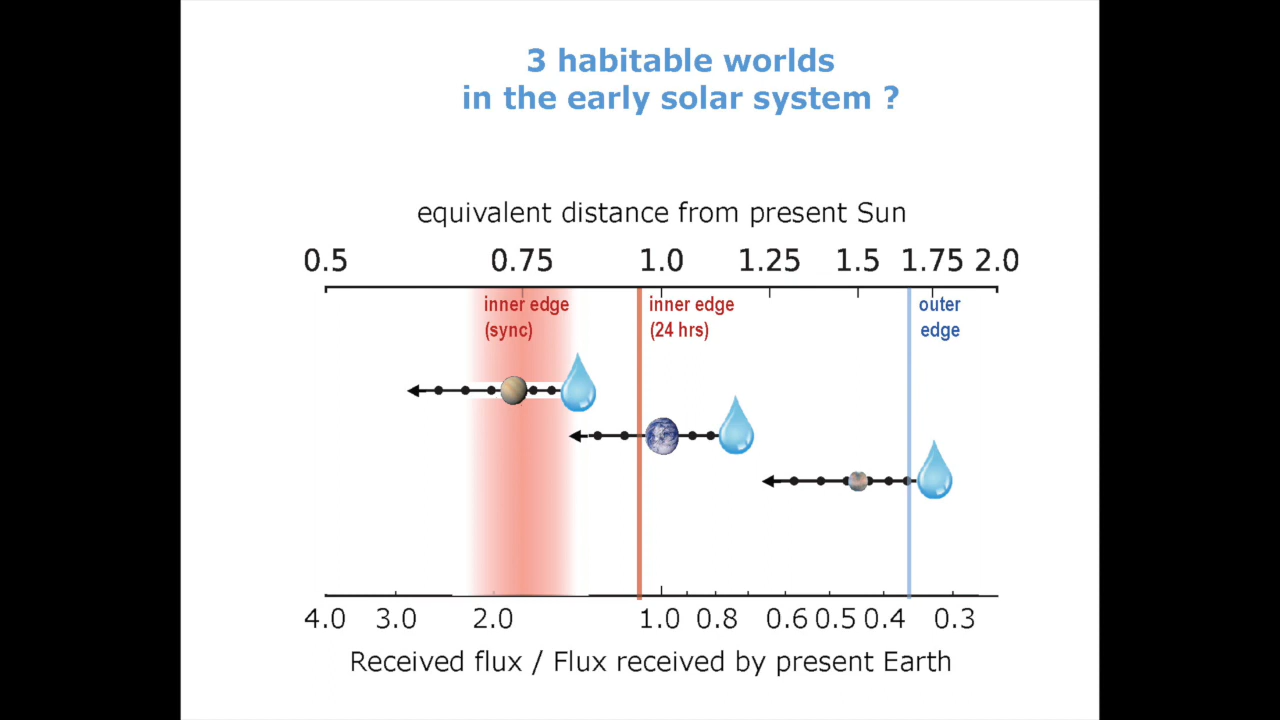 3 habitable worlds
in the early solar system ?
equivalent distance from present Sun
0.5 0.75 1.0 1.25 1.5 1.75 2.0
inner edge
(sync)
inner edge
(24 hrs)
outer
edge
4.0 3.0 2.0 1.0 0.8 0.6 0.5 0.4 0.3
Received flux / Flux received by present Earth